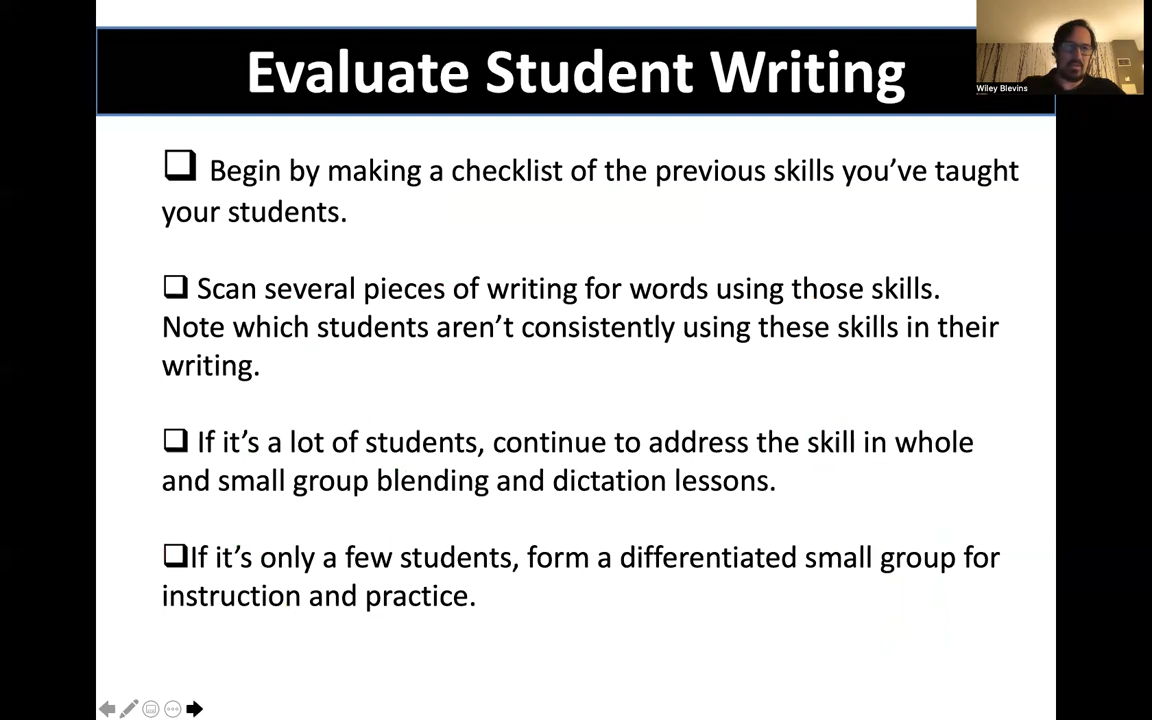 Evaluate Student Writing
Wiley Blevins
Begin by making a checklist of the previous skills you’ve taught
your students.
Scan several pieces of writing for words using those skills.
Note which students aren’t consistently using these skills in their
writing.
If it’s a lot of students, continue to address the skill in whole
and small group blending and dictation lessons.
If it’s only a few students, form a differentiated small group for
instruction and practice.